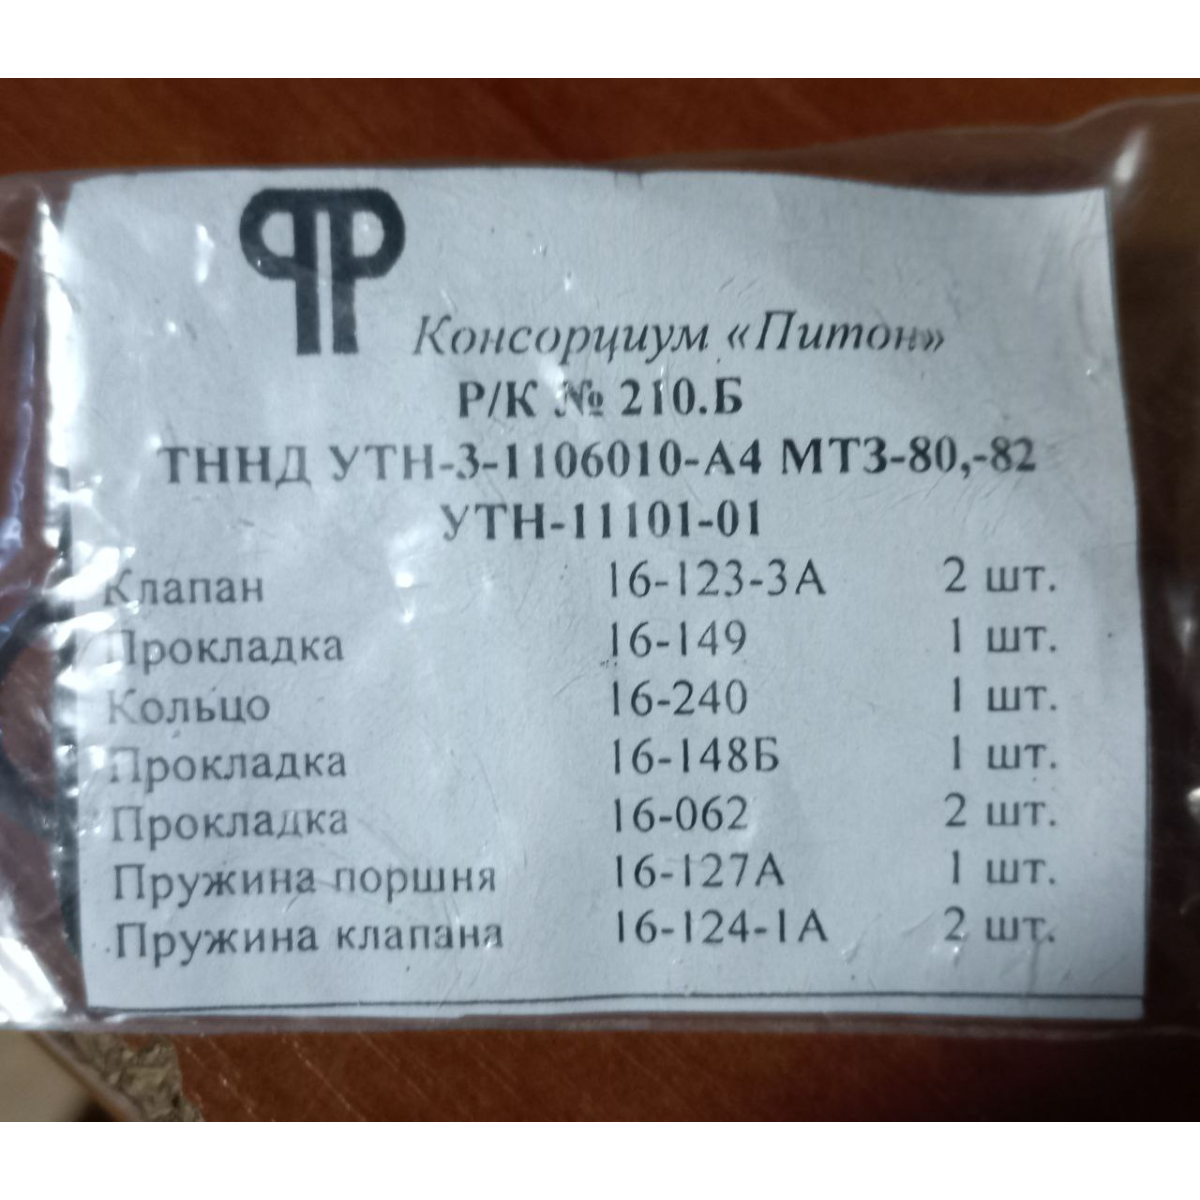 Консорциум «Питон»
Р/К № 210.Б
ТННД УТН-3-1106010-А4 МТЗ-80,-82
УТН-11101-01
Клапан 16-123-3А 2 шт.
Прокладка 16-149 1 шт.
Кольцо 16-240 1 шт.
Прокладка 16-148Б 1 шт.
Прокладка 16-062 2 шт.
Пружина поршня 16-127А 1 шт.
Пружина клапана 16-124-1А 2 шт.